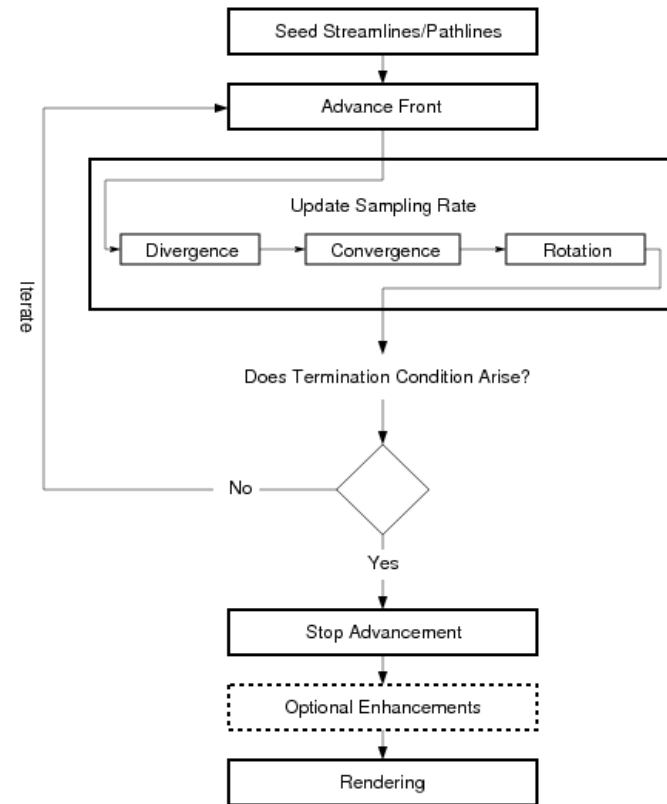 Seed Streamlines/Pathlines
Advance Front
Update Sampling Rate
Divergence
Convergence
Rotation
Iterate
Does Termination Condition Arise?
No
Yes
Stop Advancement
Optional Enhancements
Rendering